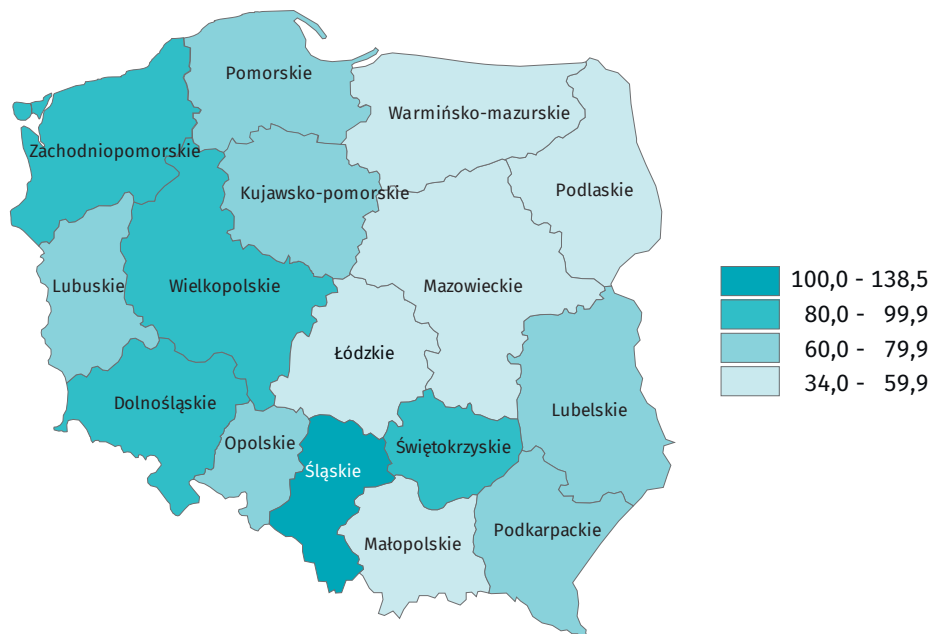 Pomorskie
Warmińsko-mazurskie
Zachodniopomorskie
Kujawsko-pomorskie
Podlaskie
Lubuskie
Wielkopolskie
Mazowieckie
Łódzkie
Dolnośląskie
Lubelskie
Opolskie
Świętokrzyskie
Śląskie
Podkarpackie
Małopolskie
100,0 - 138,5
80,0 - 99,9
60,0 - 79,9
34,0 - 59,9